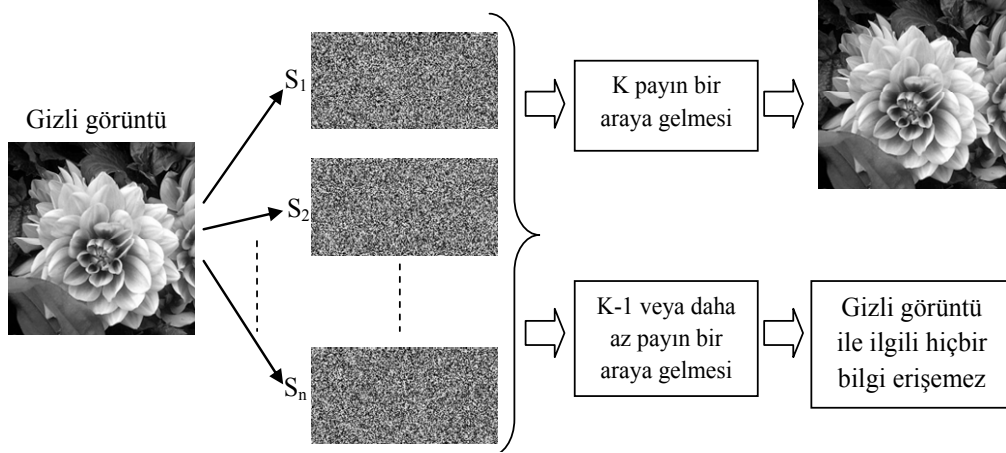 Gizli görüntü
S1
S2
Sn
K payın bir
araya gelmesi
K-1 veya daha
az payın bir
araya gelmesi
Gizli görüntü
ile ilgili hiçbir
bilgi erişemez